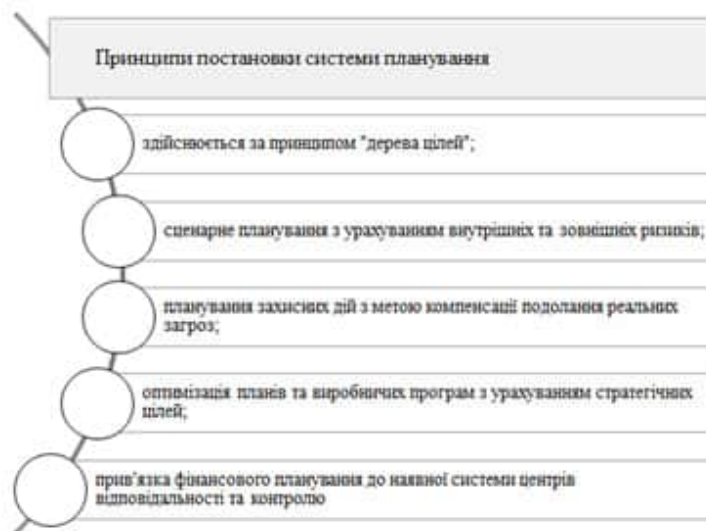 Принципи постановки системи планування
здійснюється за принципом "дерева цілей";
сценарне планування з урахуванням внутрішніх та зовнішніх ризиків;
планування захисних дій з метою компенсації подолання реальних
загроз;
оптимізація планів та виробничих програм з урахуванням стратегічних
цілей;
прив'язка фінансового планування до наявної системи центрів
відповідальності та контролю